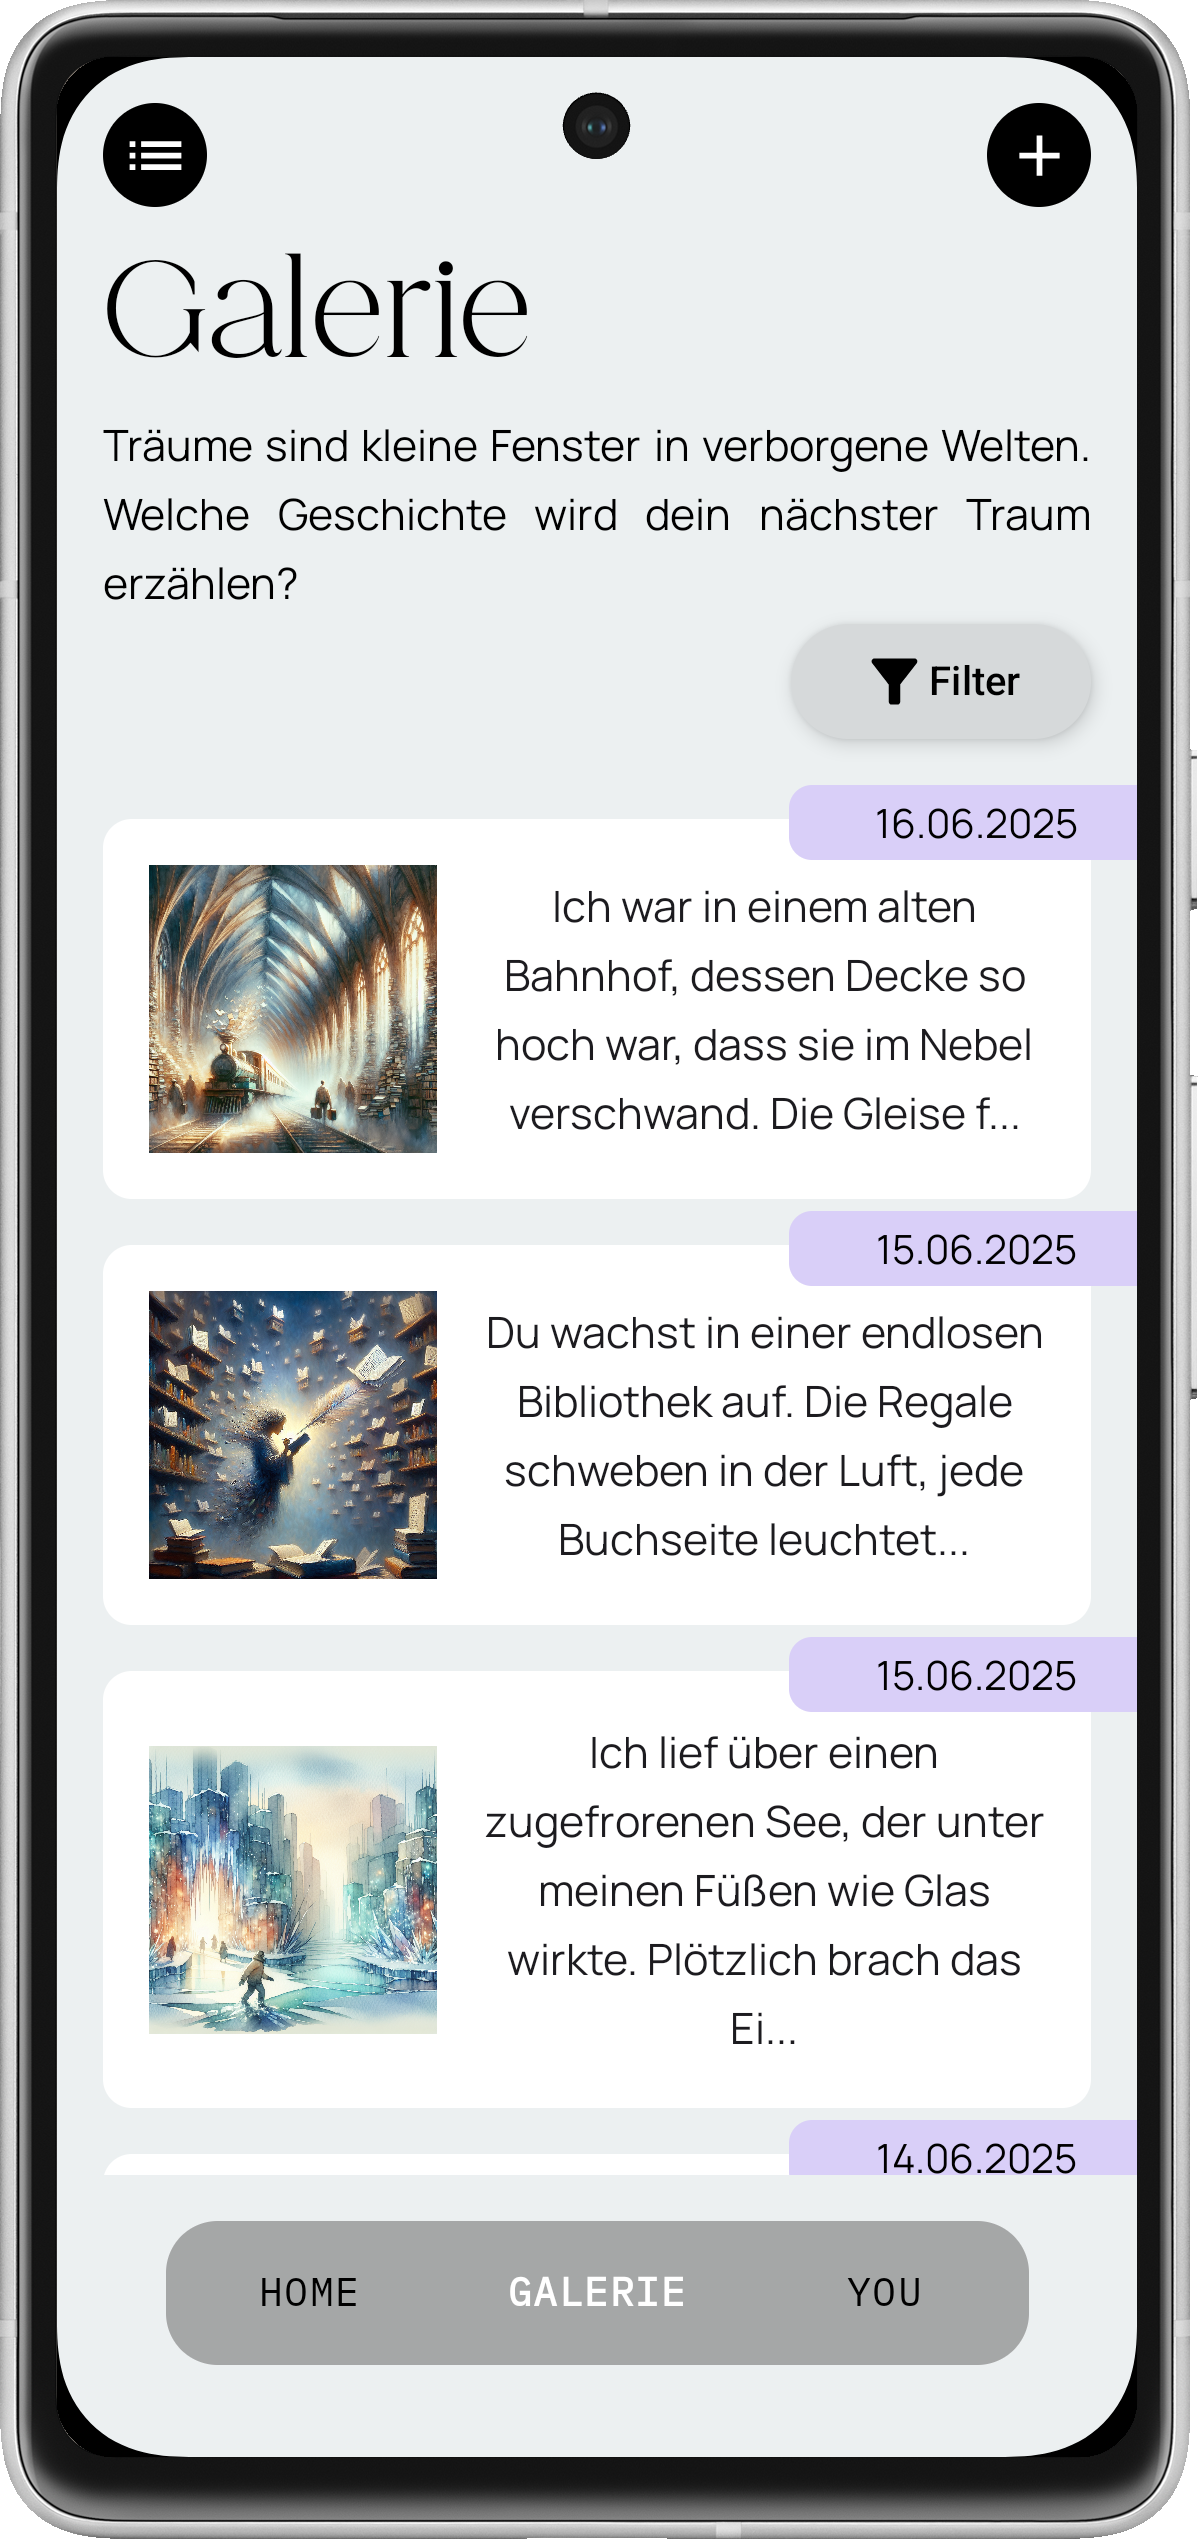 Galerie
Träume sind kleine Fenster in verborgene Welten.
Welche Geschichte wird dein nächster Traum
erzählen?
Filter
16.06.2025
Ich war in einem alten
Bahnhof, dessen Decke so
hoch war, dass sie im Nebel
verschwand. Die Gleise f...
15.06.2025
Du wachst in einer endlosen
Bibliothek auf. Die Regale
schweben in der Luft, jede
Buchseite leuchtet...
15.06.2025
Ich lief über einen
zugefrorenen See, der unter
meinen Füßen wie Glas
wirkte. Plötzlich brach das
Ei...
14.06.2025
HOME GALERIE YOU